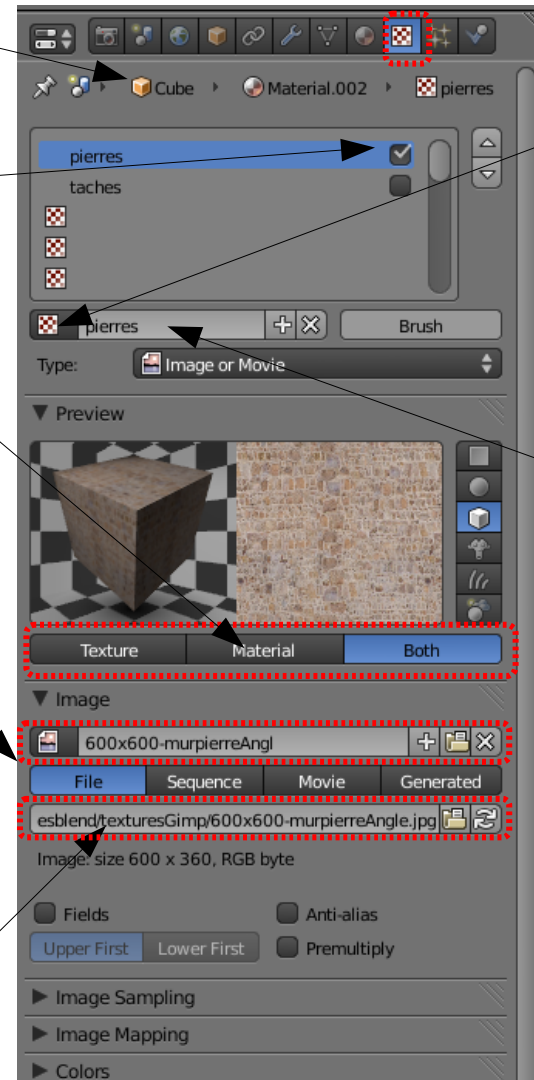 Cube Material.002 pierres
pierres
taches
pierres Brush
Type: Image or Movie
Preview
Texture Material Both
Image
600x600-murpierreAngl
File Sequence Movie Generated
esblend/texturesGimp/600x600-murpierreAngle.jpg
Image: size 600 x 360, RGB byte
Fields Anti-alias
Upper First Lower First Premultiply
Image Sampling
Image Mapping
Colors